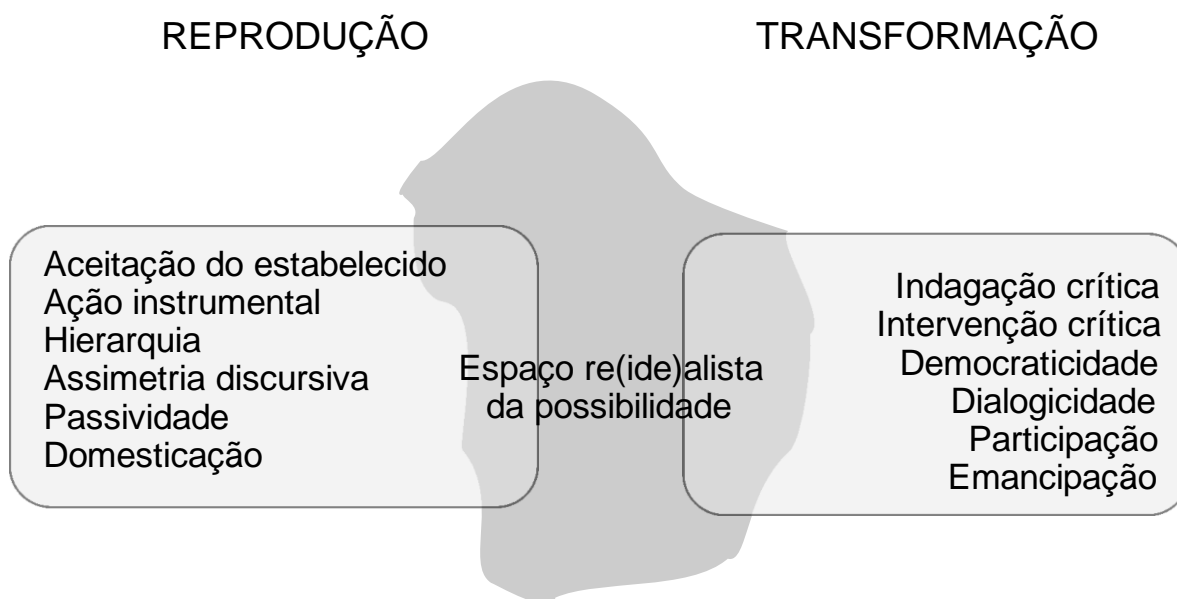 REPRODUÇÃO
TRANSFORMAÇÃO
Aceitação do estabelecido
Ação instrumental
Hierarquia
Assimetria discursiva
Passividade
Domesticação
Espaço re(ide)alista
da possibilidade
Indagação crítica
Intervenção crítica
Democraticidade
Dialogicidade
Participação
Emancipação